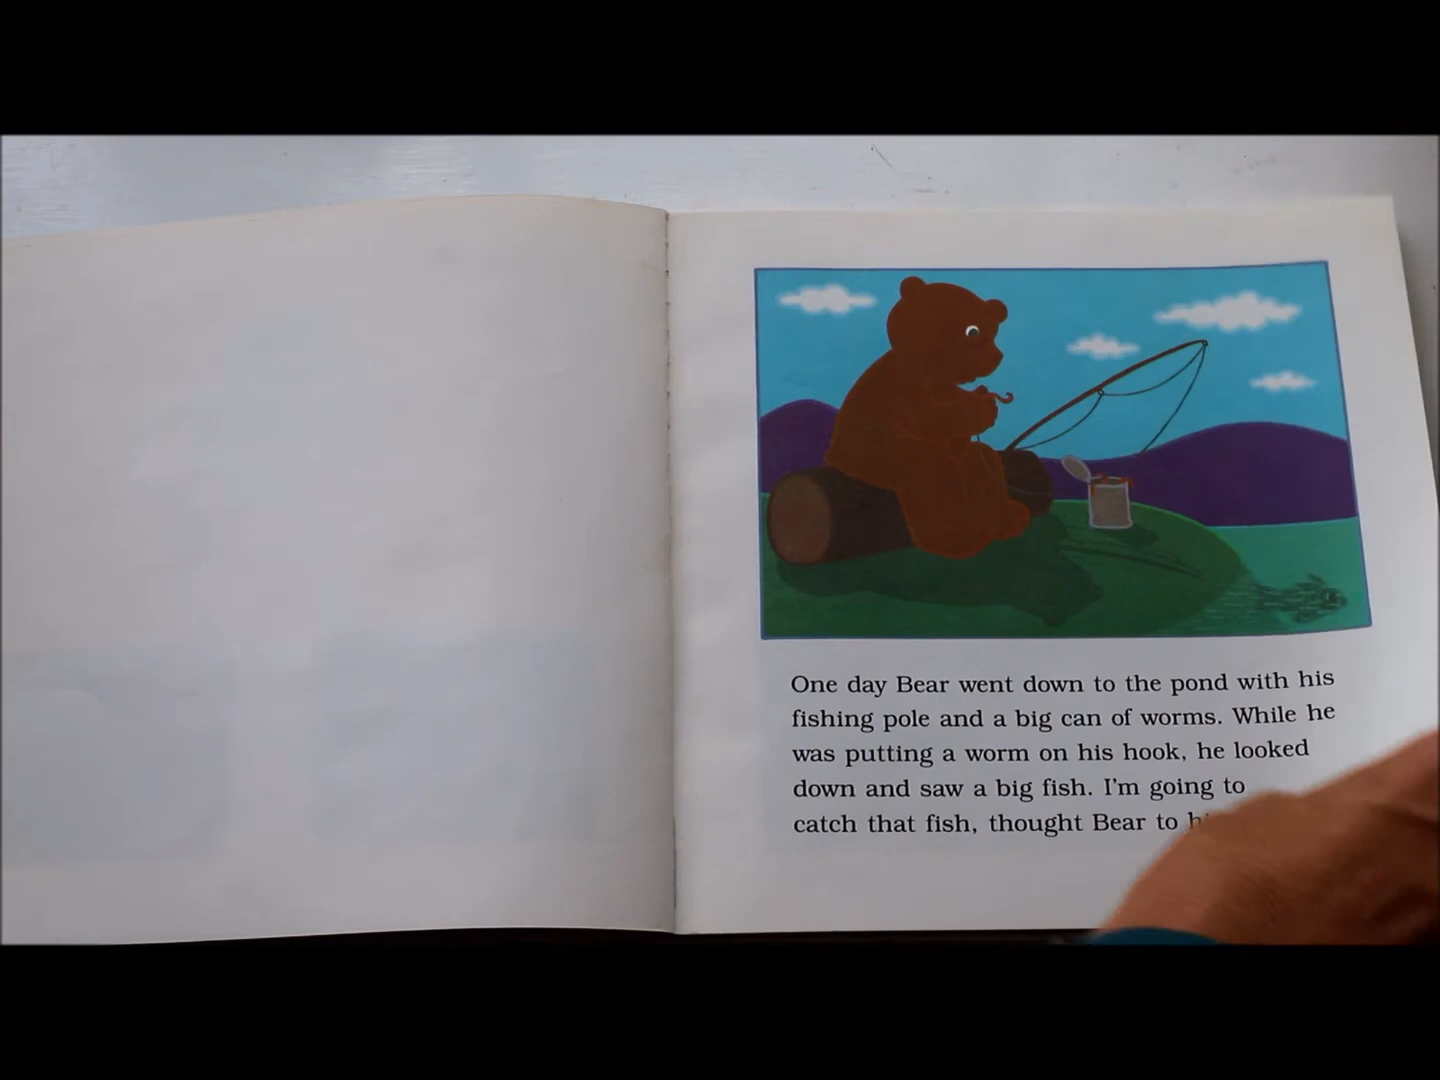 One day Bear went down to the pond with his
fishing pole and a big can of worms. While he
was putting a worm on his hook, he looked
down and saw a big fish. I'm going to
catch that fish, thought Bear to